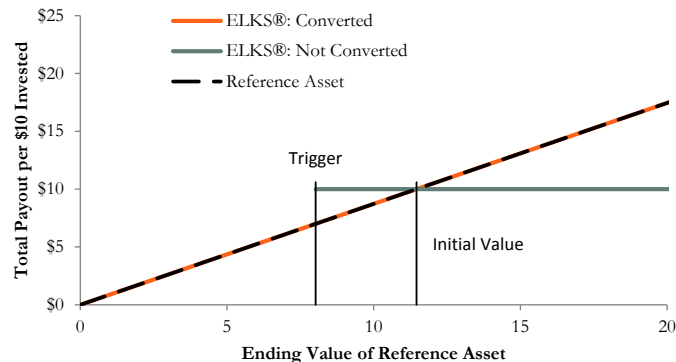 ELKS®: Converted
ELKS®: Not Converted
Reference Asset
Total Payout per $10 Invested
$25
$20
$15
$10
$5
$0
Trigger
Initial Value
0 5 10 15 20
Ending Value of Reference Asset